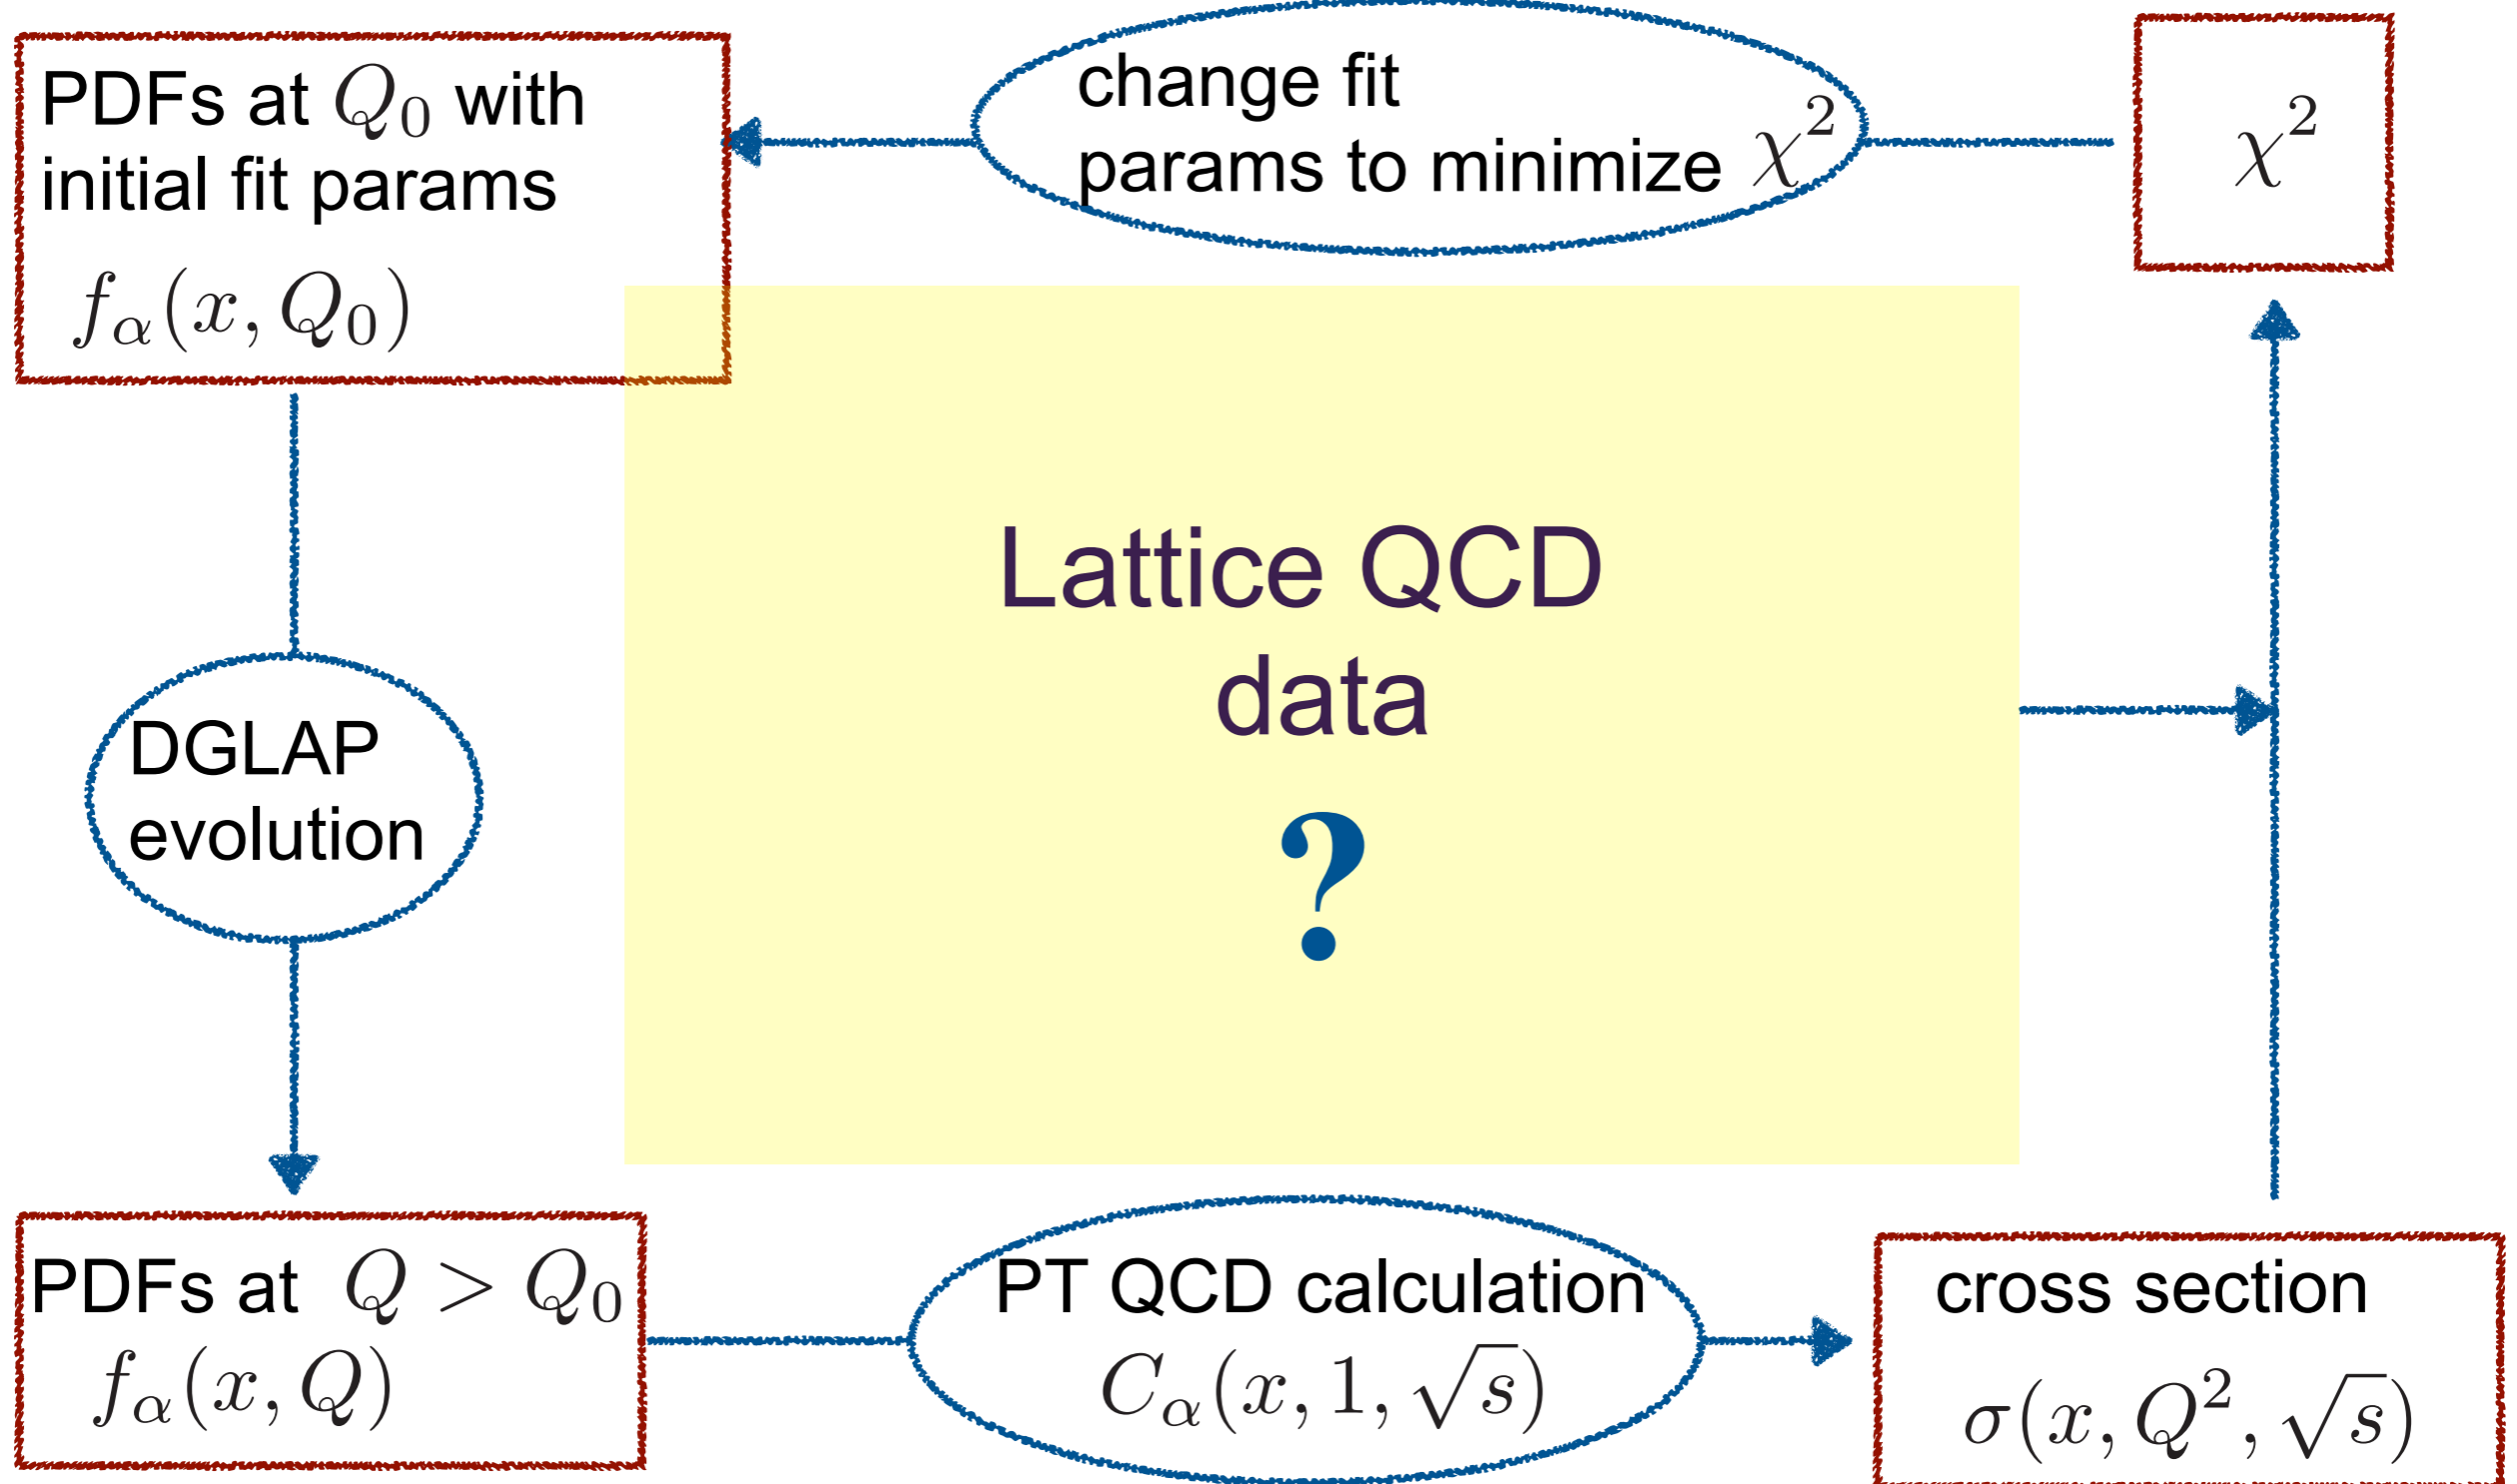 PDFs at Q₀ with
initial fit params
f_α(x, Q₀)
change fit
params to minimize χ²
χ²
Lattice QCD
data
?
DGLAP
evolution
PDFs at Q > Q₀
f_α(x, Q)
PT QCD calculation
C_α(x, 1, √s)
cross section
σ(x, Q², √s)